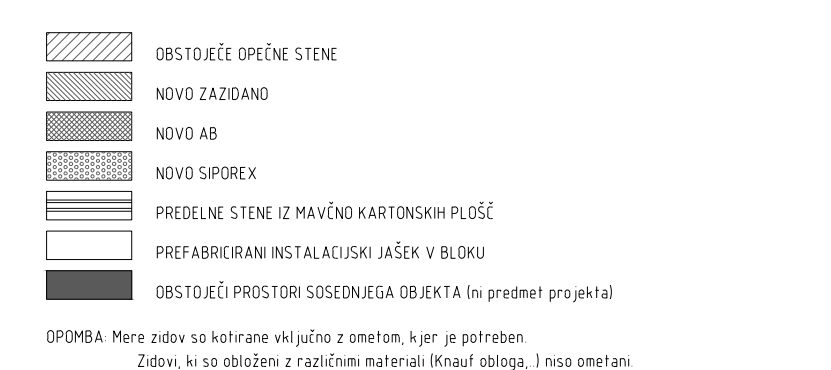 OBSTOJEČE OPEČNE STENE
NOVO ZAZIDANO
NOVO AB
NOVO SIPOREX
PREDELNE STENE IZ MAVČNO KARTONSKIH PLOŠČ
PREFABRICIRANI INSTALACIJSKI JAŠEK V BLOKU
OBSTOJEČI PROSTORI SOSEDNJEGA OBJEKTA (ni predmet projekta)
OPOMBA: Mere zidov so kotirane vključno z ometom, kjer je potreben.
Zidovi, ki so obloženi z različnimi materiali (Knauf obloga,..) niso ometani.